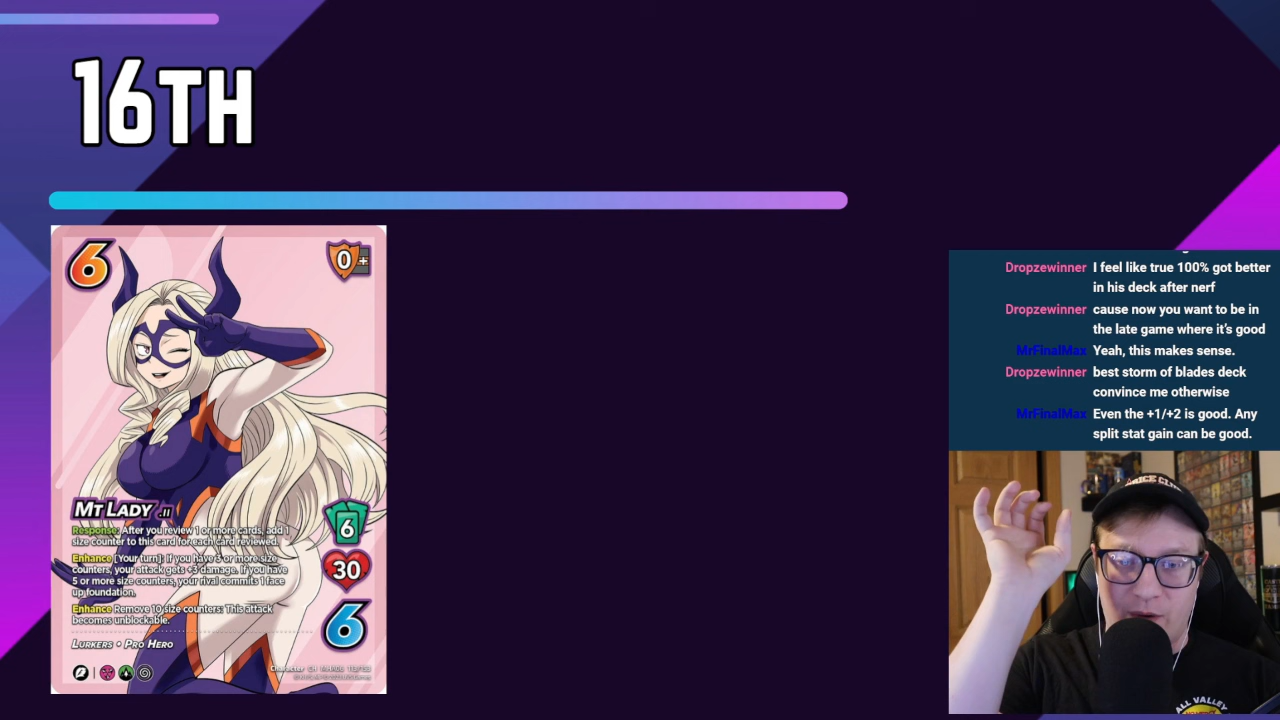 16TH
6
0
+
MT LADY .II
6
Response: After you review 1 or more cards, add 1
size counter to this card for each card reviewed.
Enhance [Your turn]: If you have 3 or more size
counters, your attack gets +3 damage. If you have
5 or more size counters, your rival commits 1 face
up foundation.
30
Enhance Remove 10 size counters: This attack
becomes unblockable.
6
LURKERS • PRO HERO
Character
Dropzewinner I feel like true 100% got better
in his deck after nerf
Dropzewinner cause now you want to be in
the late game where it's good
MrFinalMax Yeah, this makes sense.
Dropzewinner best storm of blades deck
convince me otherwise
MrFinalMax Even the +1/+2 is good. Any
split stat gain can be good.
ALL VALLEY